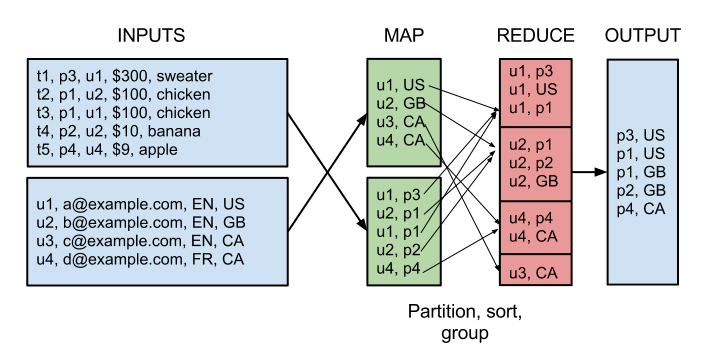 INPUTS
t1, p3, u1, $300, sweater
t2, p1, u2, $100, chicken
t3, p1, u1, $100, chicken
t4, p2, u2, $10, banana
t5, p4, u4, $9, apple
u1, a@example.com, EN, US
u2, b@example.com, EN, GB
u3, c@example.com, EN, CA
u4, d@example.com, FR, CA
MAP
u1, US
u2, GB
u3, CA
u4, CA
u1, p3
u2, p1
u1, p1
u2, p2
u4, p4
REDUCE
u1, p3
u1, US
u1, p1
u2, p1
u2, p2
u2, GB
u4, p4
u4, CA
u3, CA
Partition, sort,
group
OUTPUT
p3, US
p1, US
p1, GB
p2, GB
p4, CA